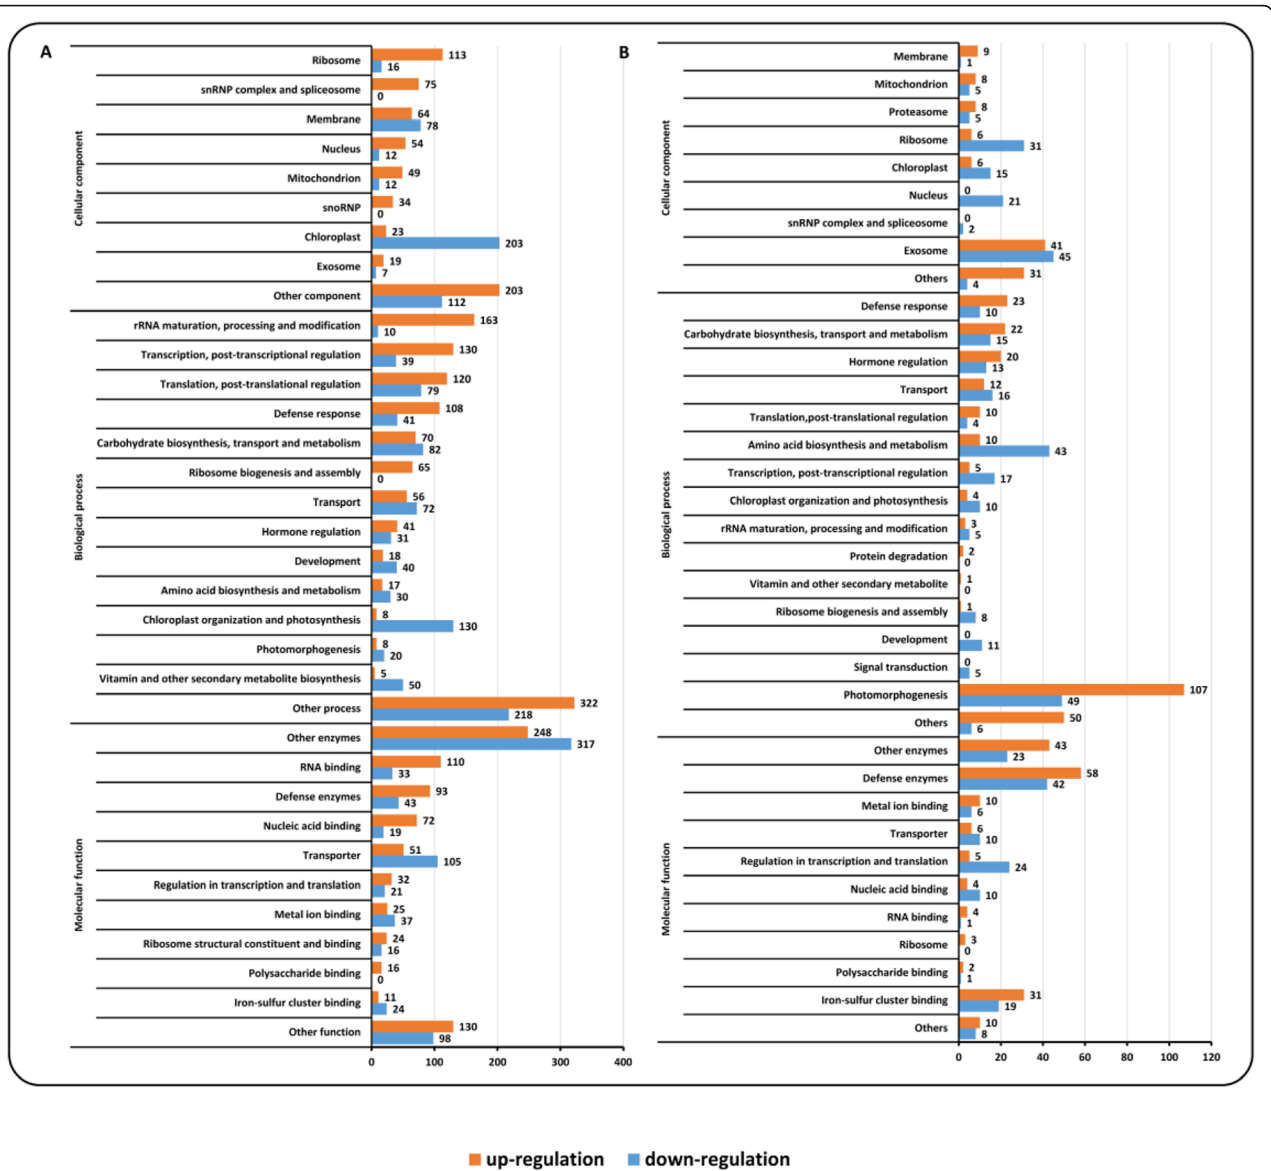 A
Cellular component
Ribosome 113 16
snRNP complex and spliceosome 75 0
Membrane 64 78
Nucleus 54 12
Mitochondrion 49 12
snoRNP 34 0
Chloroplast 23 203
Exosome 19 7
Other component 203 112
Biological process
rRNA maturation, processing and modification 163 10
Transcription, post-transcriptional regulation 130 39
Translation, post-translational regulation 120 79
Defense response 108 41
Carbohydrate biosynthesis, transport and metabolism 70 82
Ribosome biogenesis and assembly 65 0
Transport 56 72
Hormone regulation 41 31
Development 18 40
Amino acid biosynthesis and metabolism 17 30
Chloroplast organization and photosynthesis 8 130
Photomorphogenesis 8 20
Vitamin and other secondary metabolite biosynthesis 5 50
Other process 322 218
Molecular function
Other enzymes 248 317
RNA binding 110 33
Defense enzymes 93 43
Nucleic acid binding 72 19
Transporter 51 105
Regulation in transcription and translation 32 21
Metal ion binding 25 37
Ribosome structural constituent and binding 24 16
Polysaccharide binding 16 0
Iron-sulfur cluster binding 11 24
Other function 130 98
0 100 200 300 400
B
Cellular component
Membrane 9 1
Mitochondrion 8 5
Proteasome 8 5
Ribosome 6 31
Chloroplast 6 15
Nucleus 0 21
snRNP complex and spliceosome 0 2
Exosome 41 45
Others 31 4
Biological process
Defense response 23 10
Carbohydrate biosynthesis, transport and metabolism 22 15
Hormone regulation 20 13
Transport 12 16
Translation,post-translational regulation 10 4
Amino acid biosynthesis and metabolism 10 43
Transcription, post-transcriptional regulation 5 17
Chloroplast organization and photosynthesis 4 10
rRNA maturation, processing and modification 3 5
Protein degradation 2 0
Vitamin and other secondary metabolite 1 0
Ribosome biogenesis and assembly 1 8
Development 0 11
Signal transduction 0 5
Photomorphogenesis 107 49
Others 50 6
Molecular function
Other enzymes 43 23
Defense enzymes 58 42
Metal ion binding 10 6
Transporter 6 10
Regulation in transcription and translation 5 24
Nucleic acid binding 4 10
RNA binding 4 1
Ribosome 3 0
Polysaccharide binding 2 1
Iron-sulfur cluster binding 31 19
Others 10 8
0 20 40 60 80 100 120
up-regulation down-regulation